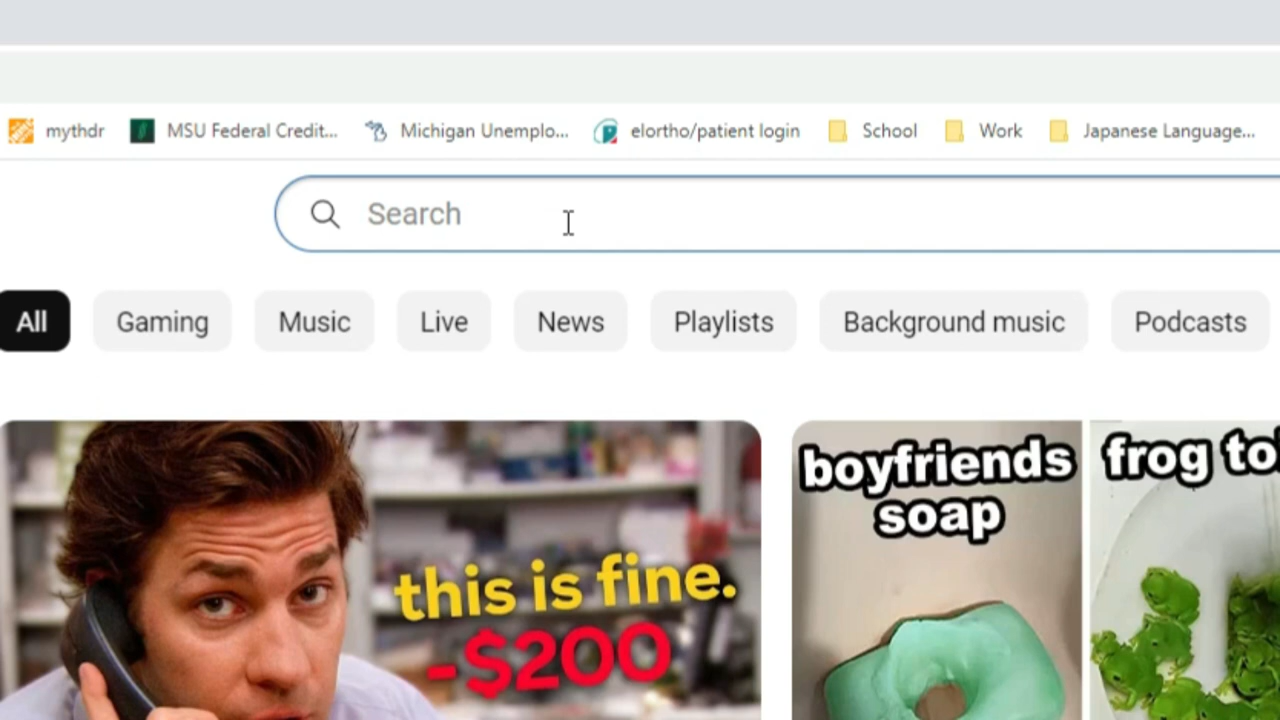 mythdr MSU Federal Credit... Michigan Unemplo... elortho/patient login School Work Japanese Language...
Search
All Gaming Music Live News Playlists Background music Podcasts
this is fine.
-$200
boyfriends
soap
frog to